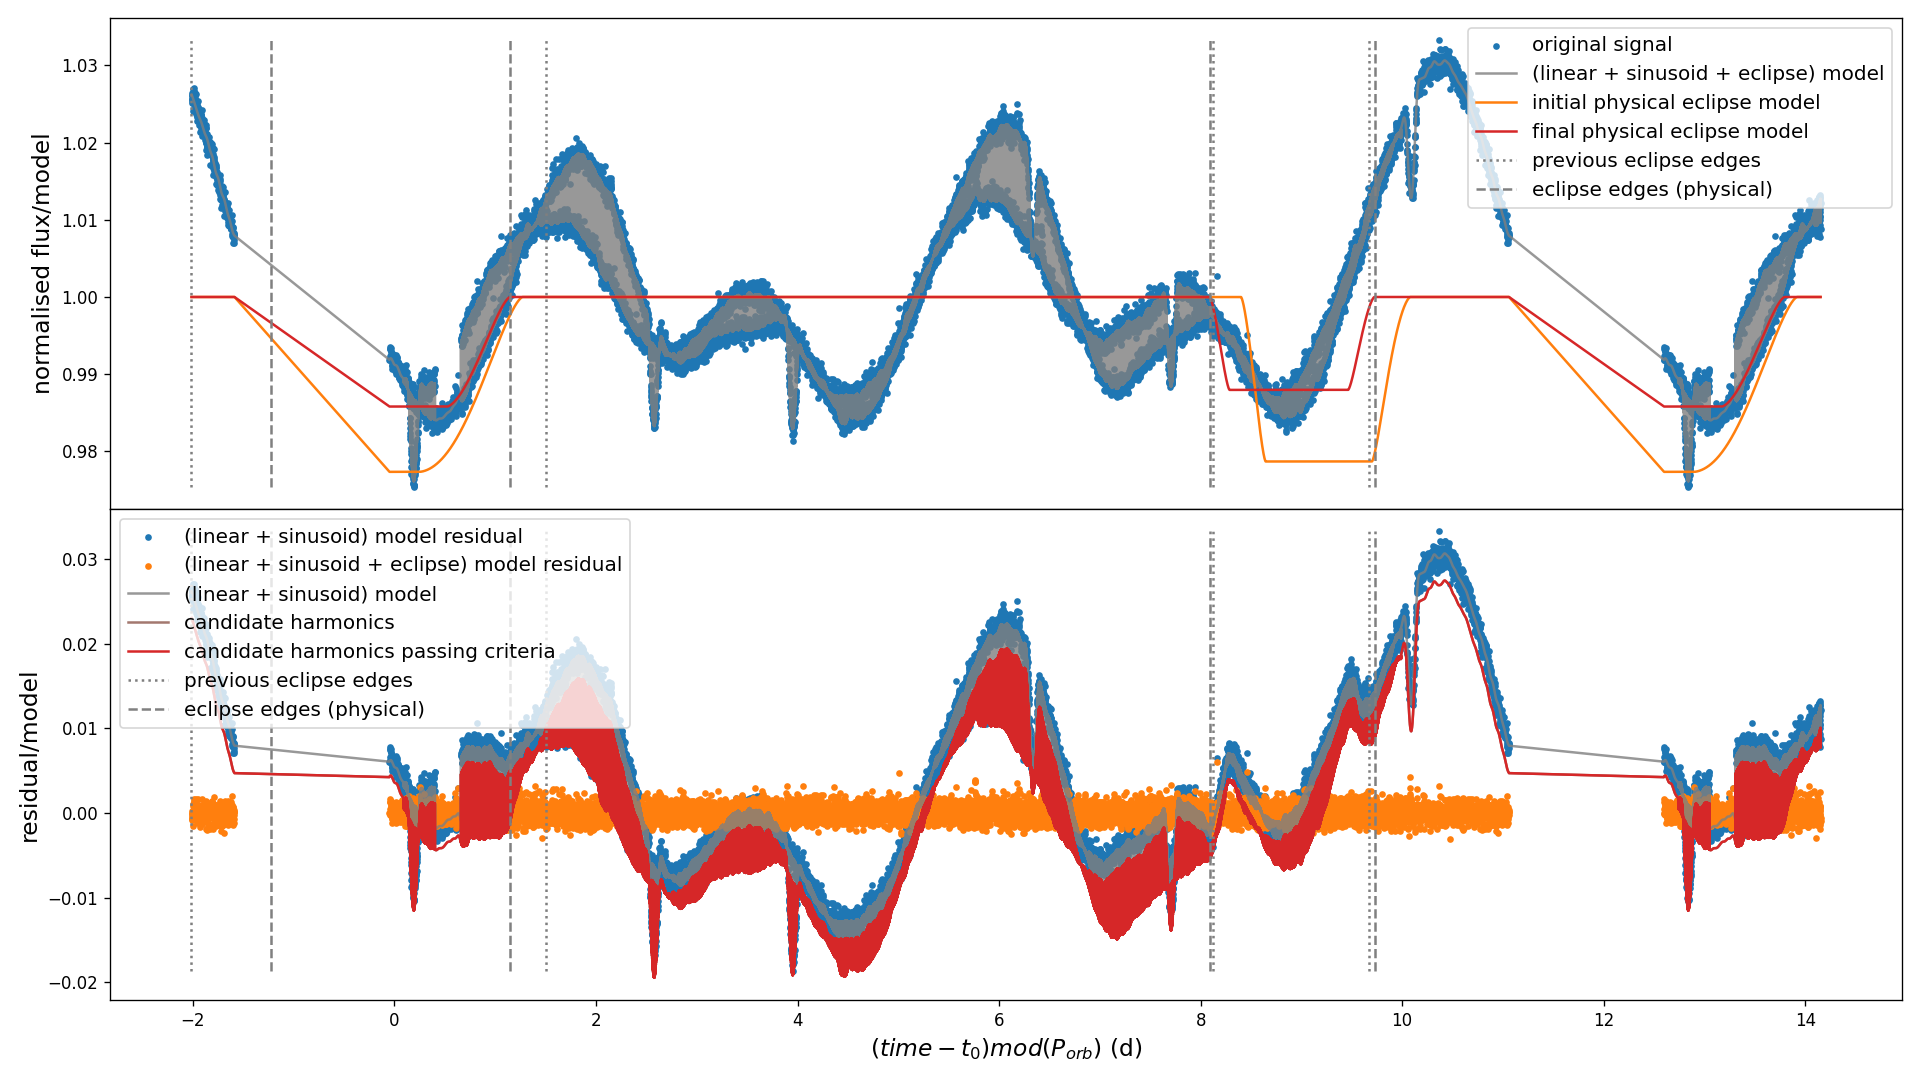 normalised flux/model
1.03
1.02
1.01
1.00
0.99
0.98
original signal
(linear + sinusoid + eclipse) model
initial physical eclipse model
final physical eclipse model
previous eclipse edges
eclipse edges (physical)
residual/model
0.03
0.02
0.01
0.00
−0.01
−0.02
(linear + sinusoid) model residual
(linear + sinusoid + eclipse) model residual
(linear + sinusoid) model
candidate harmonics
candidate harmonics passing criteria
previous eclipse edges
eclipse edges (physical)
−2 0 2 4 6 8 10 12 14
(time − t₀)mod(P_orb) (d)